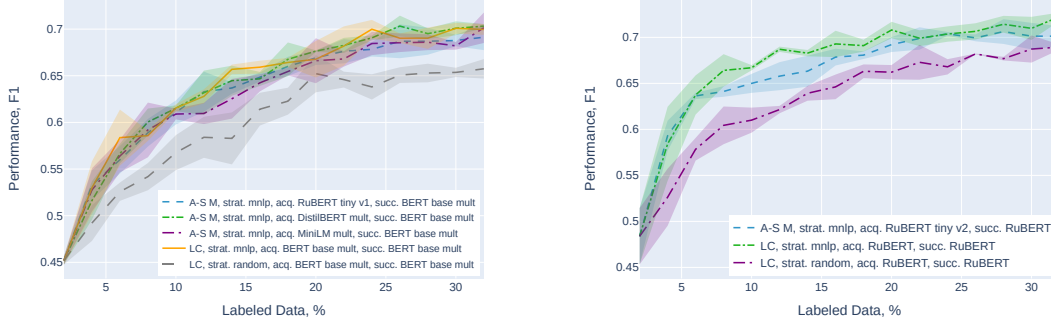 0.7
0.65
0.6
0.55
0.5
0.45
Performance, F1
A-S M, strat. mnlp, acq. RuBERT tiny v1, succ. BERT base mult
A-S M, strat. mnlp, acq. DistilBERT mult, succ. BERT base mult
A-S M, strat. mnlp, acq. MiniLM mult, succ. BERT base mult
LC, strat. mnlp, acq. BERT base mult, succ. BERT base mult
LC, strat. random, acq. BERT base mult, succ. BERT base mult
5 10 15 20 25 30
Labeled Data, %
0.7
0.65
0.6
0.55
0.5
0.45
Performance, F1
A-S M, strat. mnlp, acq. RuBERT tiny v2, succ. RuBERT
LC, strat. mnlp, acq. RuBERT, succ. RuBERT
LC, strat. random, acq. RuBERT, succ. RuBERT
5 10 15 20 25 30
Labeled Data, %